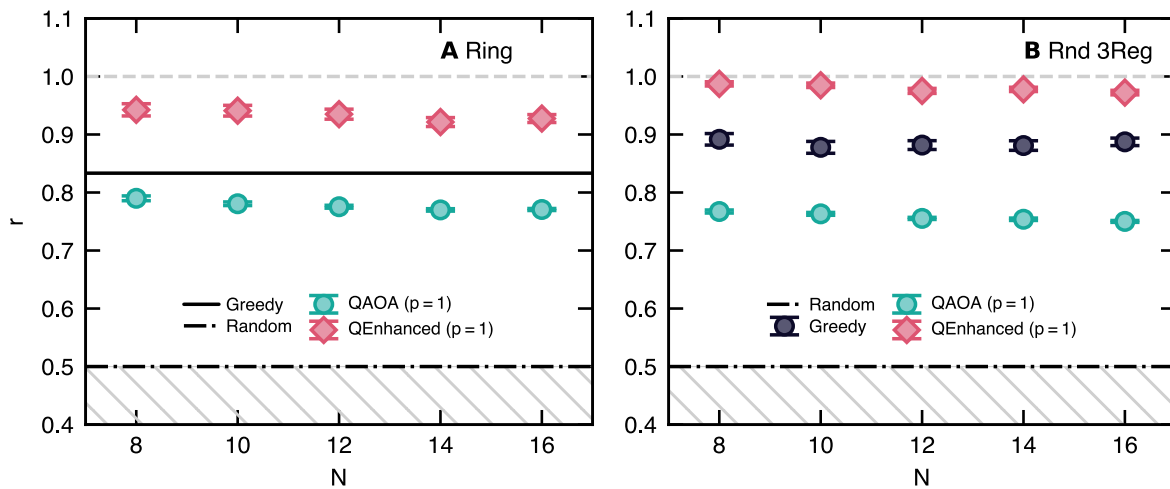 A Ring
1.1
1.0
0.9
0.8
0.7
0.6
0.5
0.4
r
Greedy
Random
QAOA (p = 1)
QEnhanced (p = 1)
8 10 12 14 16
N
B Rnd 3Reg
1.1
1.0
0.9
0.8
0.7
0.6
0.5
0.4
Random
Greedy
QAOA (p = 1)
QEnhanced (p = 1)
8 10 12 14 16
N